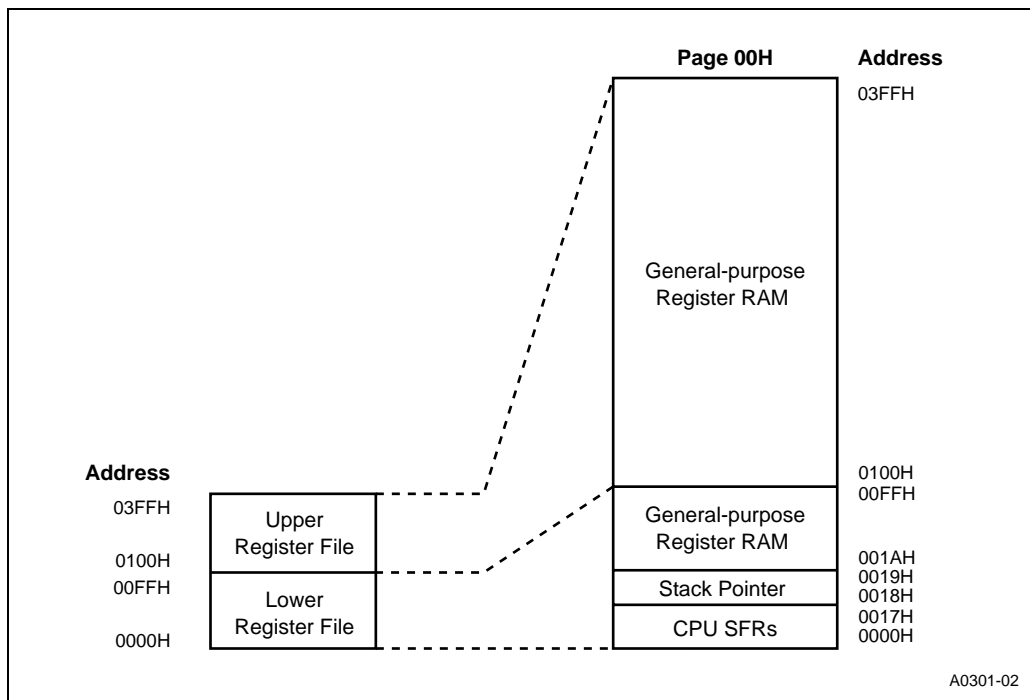 Page 00H
Address
03FFH
General-purpose
Register RAM
0100H
00FFH
General-purpose
Register RAM
001AH
0019H
Stack Pointer
0018H
0017H
CPU SFRs
0000H
Address
03FFH
Upper
Register File
0100H
00FFH
Lower
Register File
0000H
A0301-02